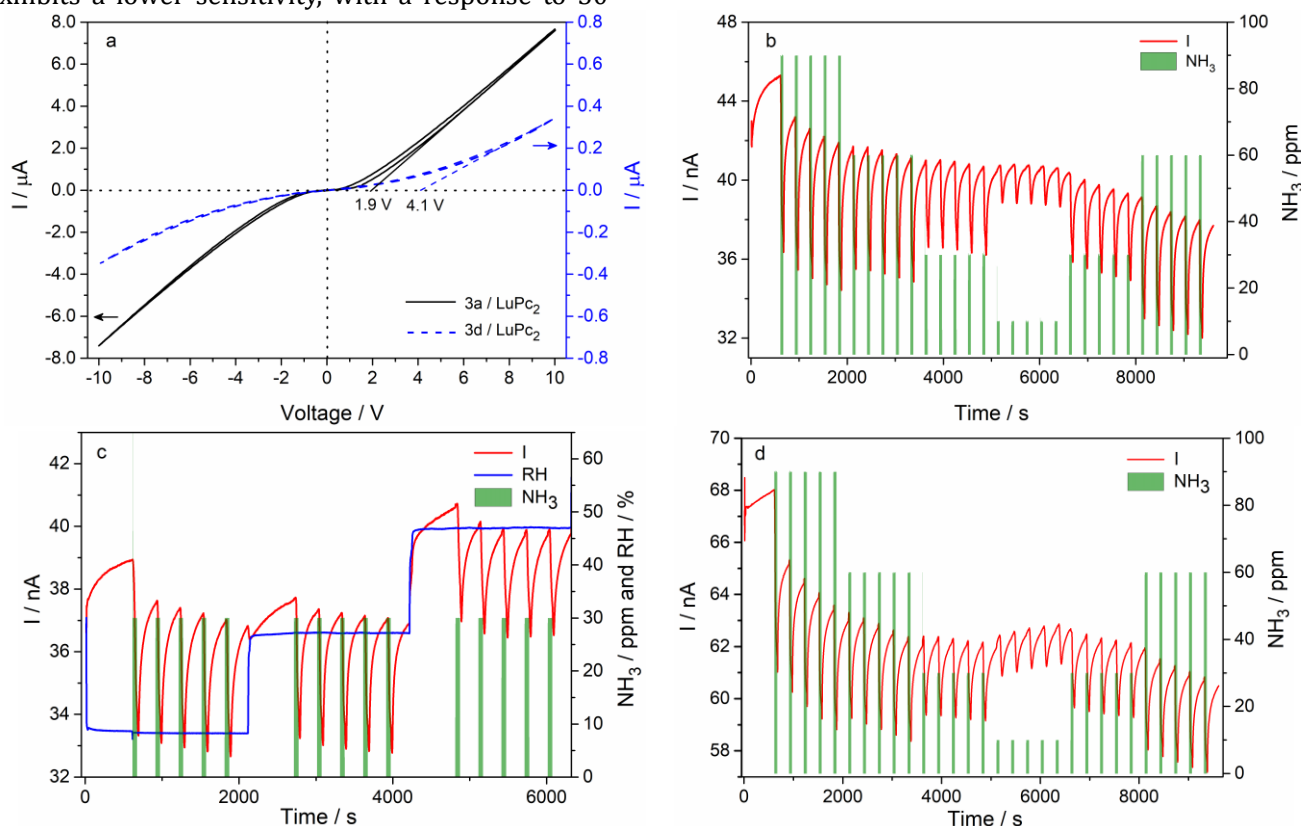 xhibits a lower sensitivity, with a response to 30
a
8.0
6.0
4.0
2.0
0.0
-2.0
-4.0
-6.0
-8.0
I / µA
0.8
0.6
0.4
0.2
0.0
-0.2
-0.4
-0.6
-0.8
I / µA
1.9 V
4.1 V
3a / LuPc2
3d / LuPc2
-10 -8 -6 -4 -2 0 2 4 6 8 10
Voltage / V
b
48
44
40
36
32
I / nA
I
NH3
100
80
60
40
20
0
NH3 / ppm
0 2000 4000 6000 8000
Time / s
c
42
40
38
36
34
32
I / nA
I
RH
NH3
60
50
40
30
20
10
0
NH3 / ppm and RH / %
0 2000 4000 6000
Time / s
d
70
68
66
64
62
60
58
I / nA
I
NH3
100
80
60
40
20
0
NH3 / ppm
0 2000 4000 6000 8000
Time / s